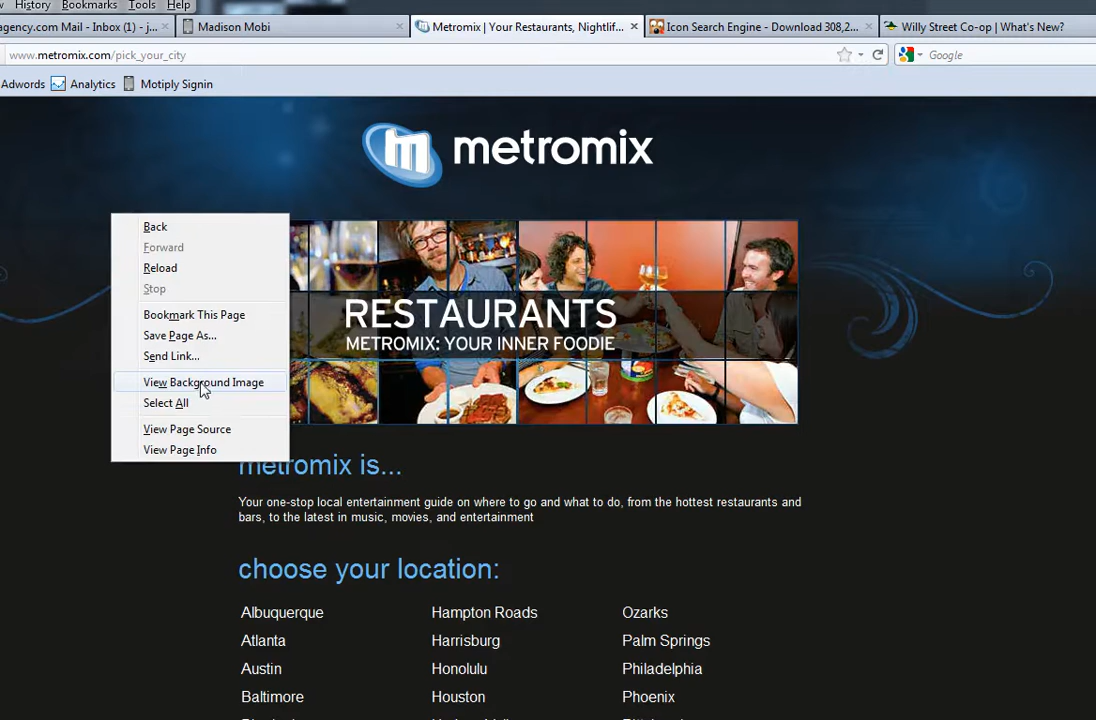 History Bookmarks Tools Help
agency.com Mail - Inbox (1) - j... Madison Mobi Metromix | Your Restaurants, Nightlif... Icon Search Engine - Download 308,2... Willy Street Co-op | What's New?
www.metromix.com/pick_your_city Google
Adwords Analytics Motiply Signin
metromix
Back
Forward
Reload
Stop
Bookmark This Page
Save Page As...
Send Link...
View Background Image
Select All
View Page Source
View Page Info
RESTAURANTS
METROMIX: YOUR INNER FOODIE
metromix is...
Your one-stop local entertainment guide on where to go and what to do, from the hottest restaurants and
bars, to the latest in music, movies, and entertainment
choose your location:
Albuquerque Hampton Roads Ozarks
Atlanta Harrisburg Palm Springs
Austin Honolulu Philadelphia
Baltimore Houston Phoenix